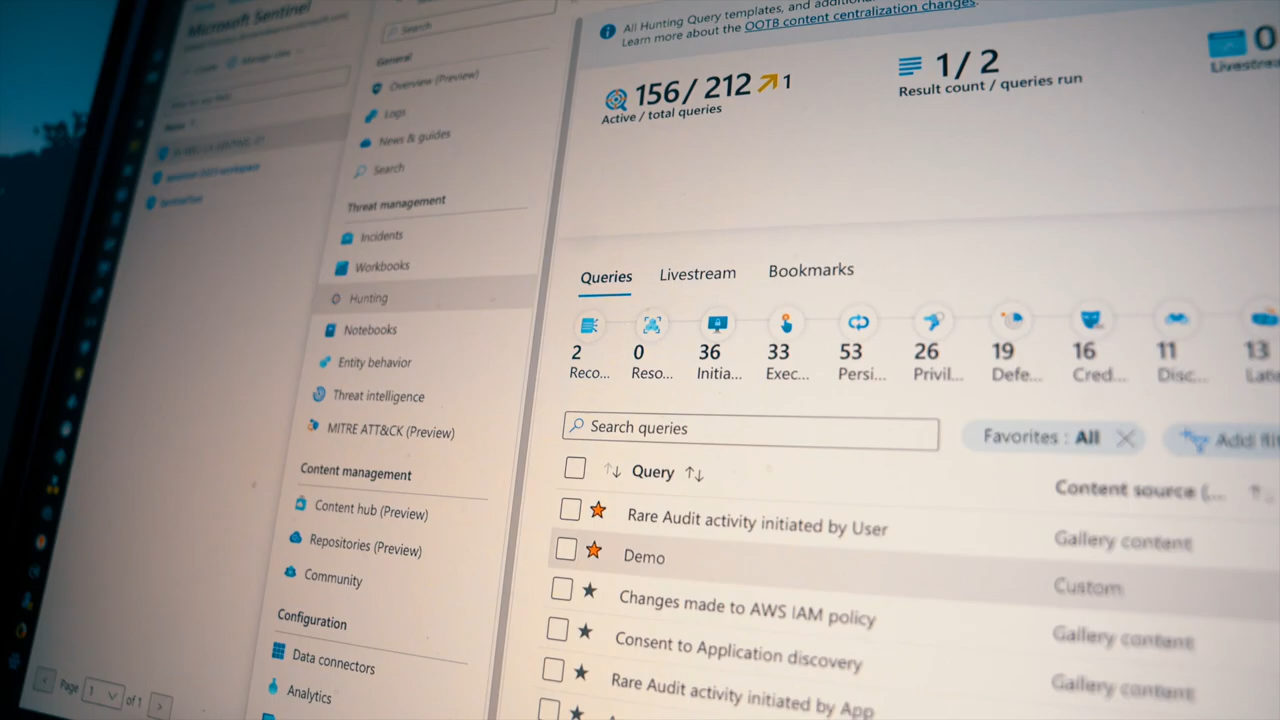 Microsoft Sentinel
Search
General
Overview (Preview)
Logs
News & guides
Search
Threat management
Incidents
Workbooks
Hunting
Notebooks
Entity behavior
Threat intelligence
MITRE ATT&CK (Preview)
Content management
Content hub (Preview)
Repositories (Preview)
Community
Configuration
Data connectors
Analytics
Page 1 of 1
All Hunting Query templates, and
Learn more about the OOTB content centralization changes.
156/212 1
Active / total queries
1/2
Result count / queries run
0
Queries Livestream Bookmarks
2 0 36 33 53 26 19 16 11 13
Reco... Reso... Initia... Exec... Persi... Privil... Defe... Cred... Disc... Late
Search queries
Favorites : All
Query
Content source (...
Rare Audit activity initiated by User Gallery content
Demo Custom
Changes made to AWS IAM policy Gallery content
Consent to Application discovery Gallery content
Rare Audit activity initiated by App